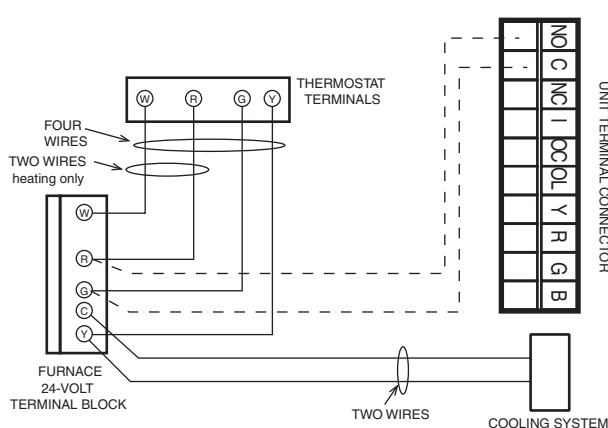 W R G Y
THERMOSTAT
TERMINALS
FOUR
WIRES
TWO WIRES
heating only
W
R
G
C
Y
FURNACE
24-VOLT
TERMINAL BLOCK
TWO WIRES
COOLING SYSTEM
NO
C
NC
I
OC
OL
Y
R
G
B
UNIT TERMINAL CONNECTOR